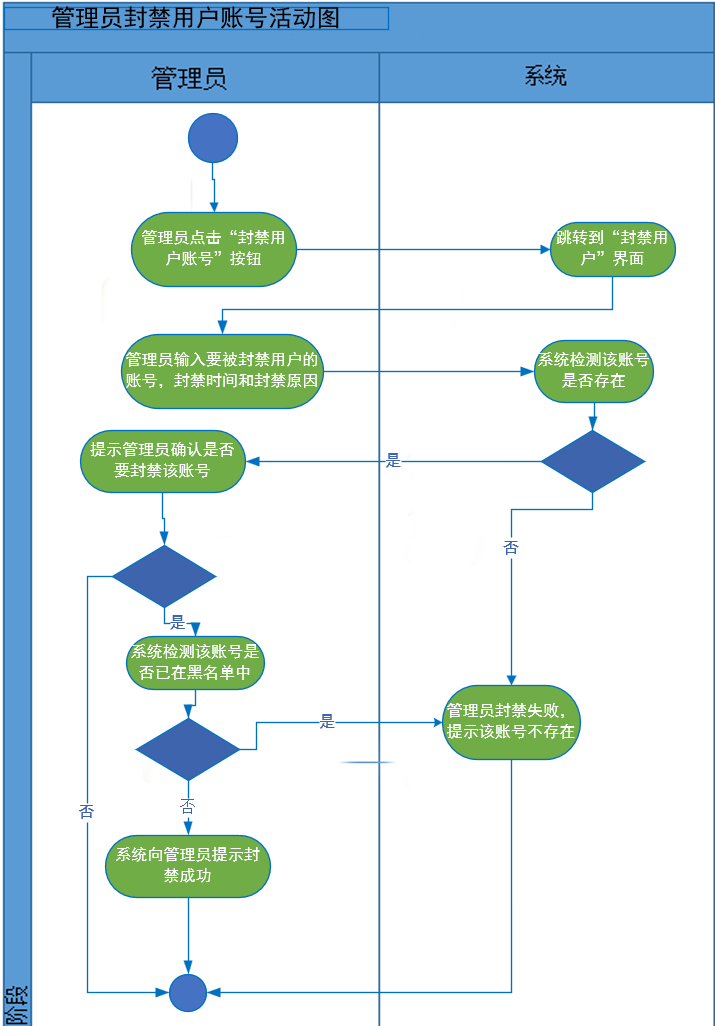 管理员封禁用户账号活动图
管理员
系统
管理员点击“封禁用
户账号”按钮
跳转到“封禁用
户”界面
管理员输入要被封禁用户的
账号，封禁时间和封禁原因
系统检测该账号
是否存在
提示管理员确认是否
要封禁该账号
是
否
是
系统检测该账号是
否已在黑名单中
管理员封禁失败，
提示该账号不存在
是
否
否
系统向管理员提示封
禁成功
阶段